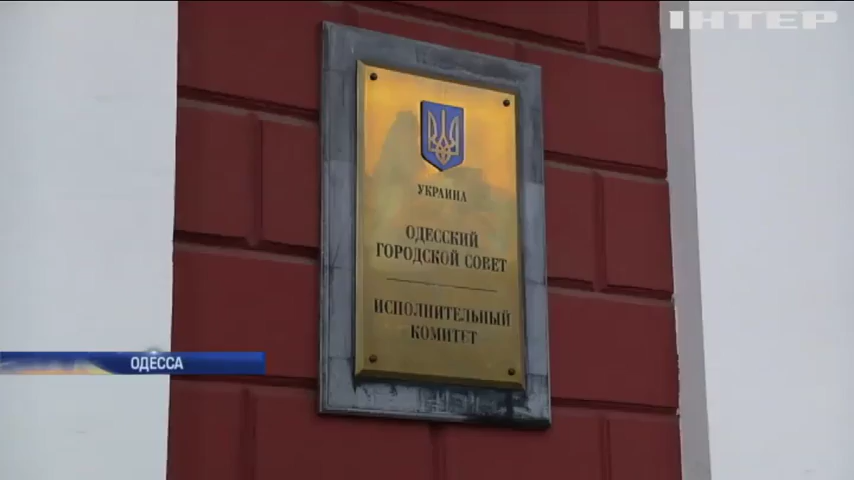 ІНТЕР
УКРАИНА
ОДЕССКИЙ
ГОРОДСКОЙ СОВЕТ
ИСПОЛНИТЕЛЬНЫЙ
КОМИТЕТ
ОДЕССА